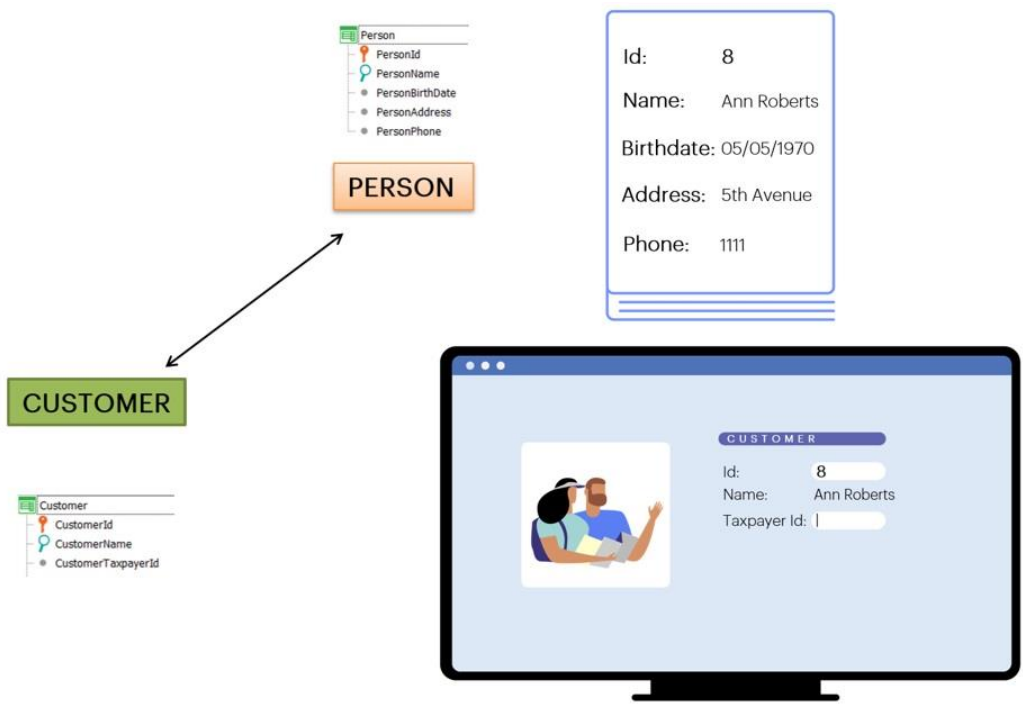 Person
PersonId
PersonName
PersonBirthDate
PersonAddress
PersonPhone
PERSON
Id: 8
Name: Ann Roberts
Birthdate: 05/05/1970
Address: 5th Avenue
Phone: 1111
CUSTOMER
Customer
CustomerId
CustomerName
CustomerTaxpayerId
CUSTOMER
Id: 8
Name: Ann Roberts
Taxpayer Id: